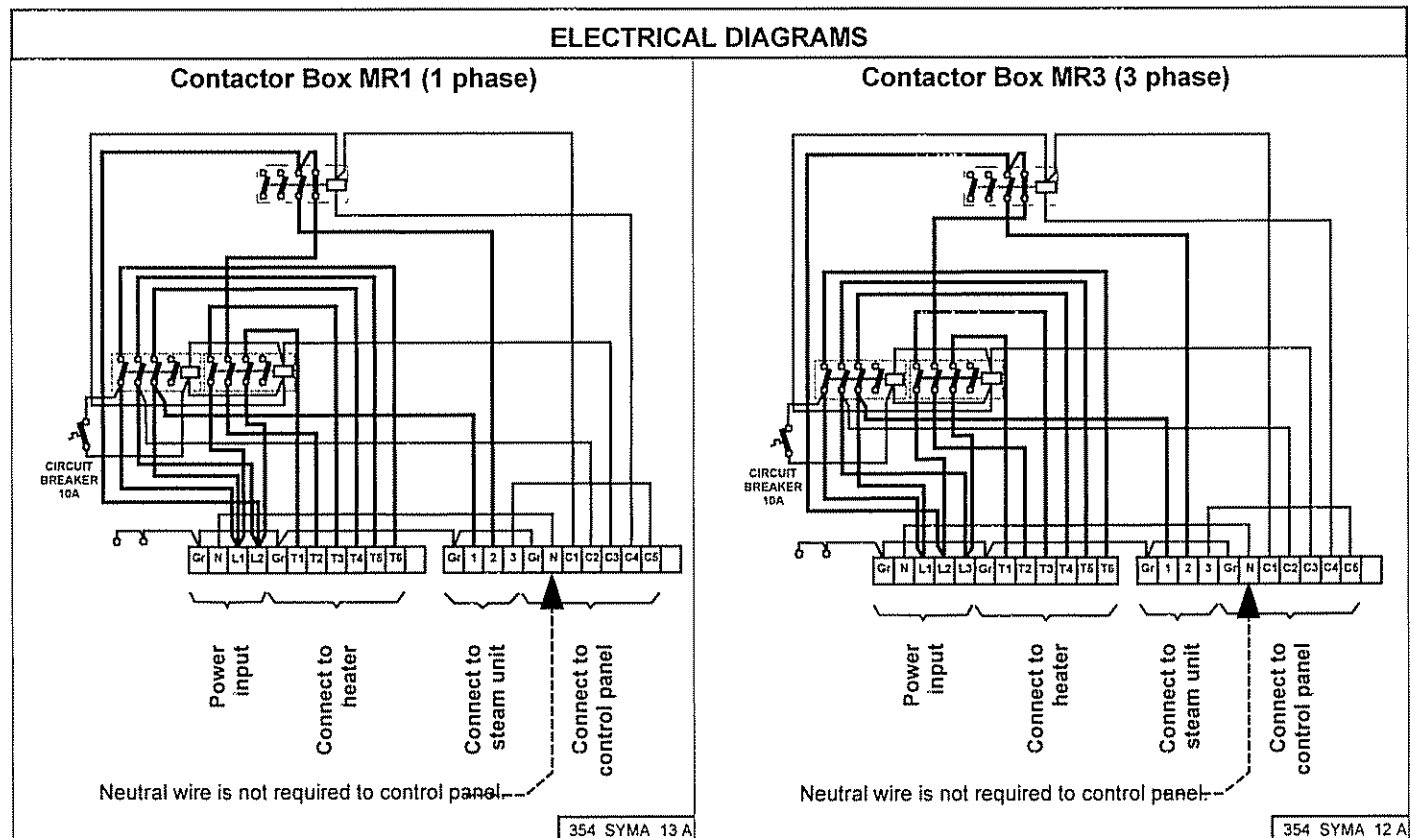 ELECTRICAL DIAGRAMS
Contactor Box MR1 (1 phase)
CIRCUIT
BREAKER
10A
Gr N L1 L2 Gr T1 T2 T3 T4 T5 T6
Gr 1 2 3 Gr N C1 C2 C3 C4 C5
Power
input
Connect to
heater
Connect to
steam unit
Connect to
control panel
Neutral wire is not required to control panel.
354 SYMA 13 A
Contactor Box MR3 (3 phase)
CIRCUIT
BREAKER
10A
Gr N L1 L2 L3 Gr T1 T2 T3 T4 T5 T6
Gr 1 2 3 Gr N C1 C2 C3 C4 C5
Power
input
Connect to
heater
Connect to
steam unit
Connect to
control panel
Neutral wire is not required to control panel.
354 SYMA 12 A